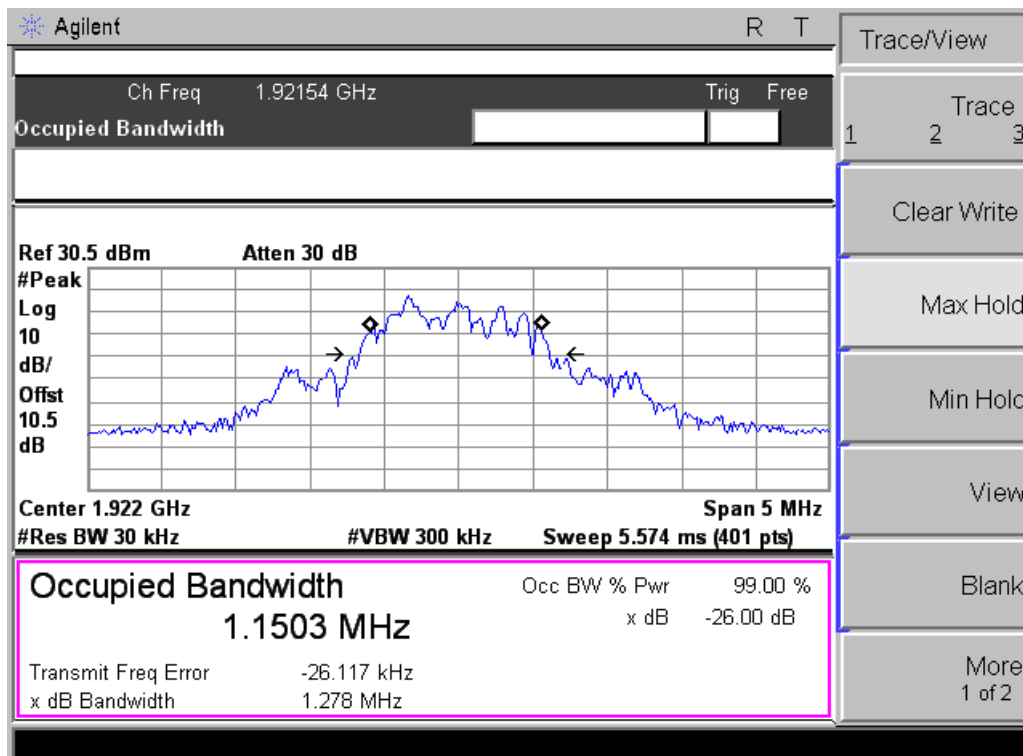 Agilent R T
Ch Freq 1.92154 GHz Trig Free
Occupied Bandwidth
Ref 30.5 dBm Atten 30 dB
#Peak
Log
10
dB/
Offst
10.5
dB
Center 1.922 GHz Span 5 MHz
#Res BW 30 kHz #VBW 300 kHz Sweep 5.574 ms (401 pts)
Occupied Bandwidth
1.1503 MHz
Occ BW % Pwr 99.00 %
x dB -26.00 dB
Transmit Freq Error -26.117 kHz
x dB Bandwidth 1.278 MHz
Trace/View
Trace
1 2 3
Clear Write
Max Hold
Min Hold
View
Blank
More
1 of 2